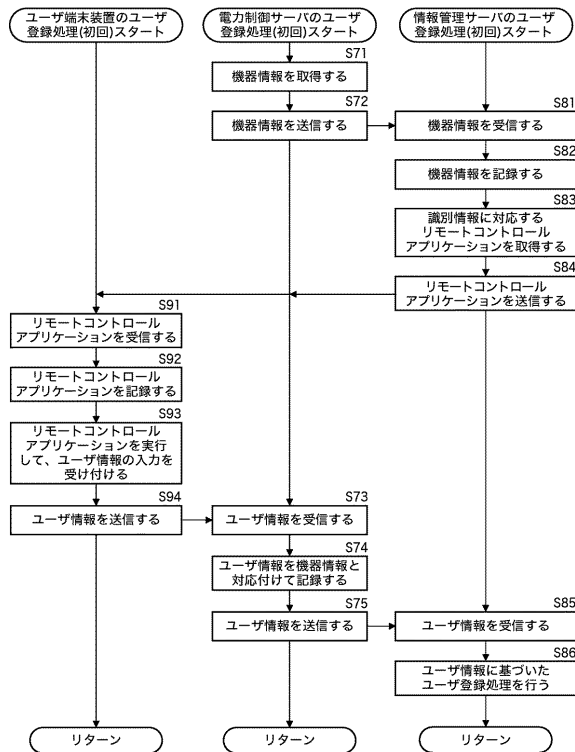 ユーザ端末装置のユーザ
登録処理(初回)スタート
電力制御サーバのユーザ
登録処理(初回)スタート
情報管理サーバのユーザ
登録処理(初回)スタート
S71
機器情報を取得する
S72
機器情報を送信する
S81
機器情報を受信する
S82
機器情報を記録する
S83
識別情報に対応する
リモートコントロール
アプリケーションを取得する
S84
リモートコントロール
アプリケーションを送信する
S91
リモートコントロール
アプリケーションを受信する
S92
リモートコントロール
アプリケーションを記録する
S93
リモートコントロール
アプリケーションを実行
して、ユーザ情報の入力を
受け付ける
S94
ユーザ情報を送信する
S73
ユーザ情報を受信する
S74
ユーザ情報を機器情報と
対応付けて記録する
S75
ユーザ情報を送信する
S85
ユーザ情報を受信する
S86
ユーザ情報に基づいた
ユーザ登録処理を行う
リターン
リターン
リターン